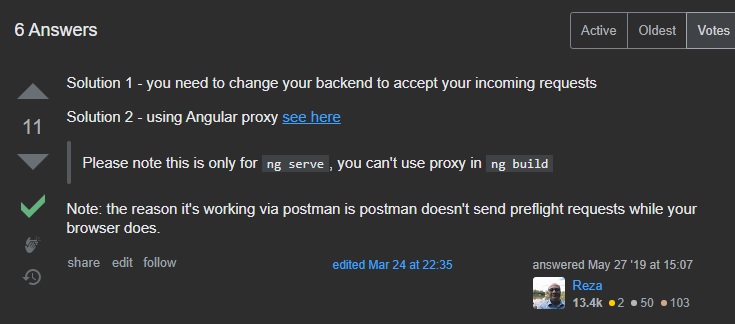 6 Answers
Active Oldest Votes
Solution 1 - you need to change your backend to accept your incoming requests
11
Solution 2 - using Angular proxy see here
Please note this is only for ng serve, you can't use proxy in ng build
Note: the reason it's working via postman is postman doesn't send preflight requests while your
browser does.
share edit follow
edited Mar 24 at 22:35
answered May 27 '19 at 15:07
Reza
13.4k 2 50 103